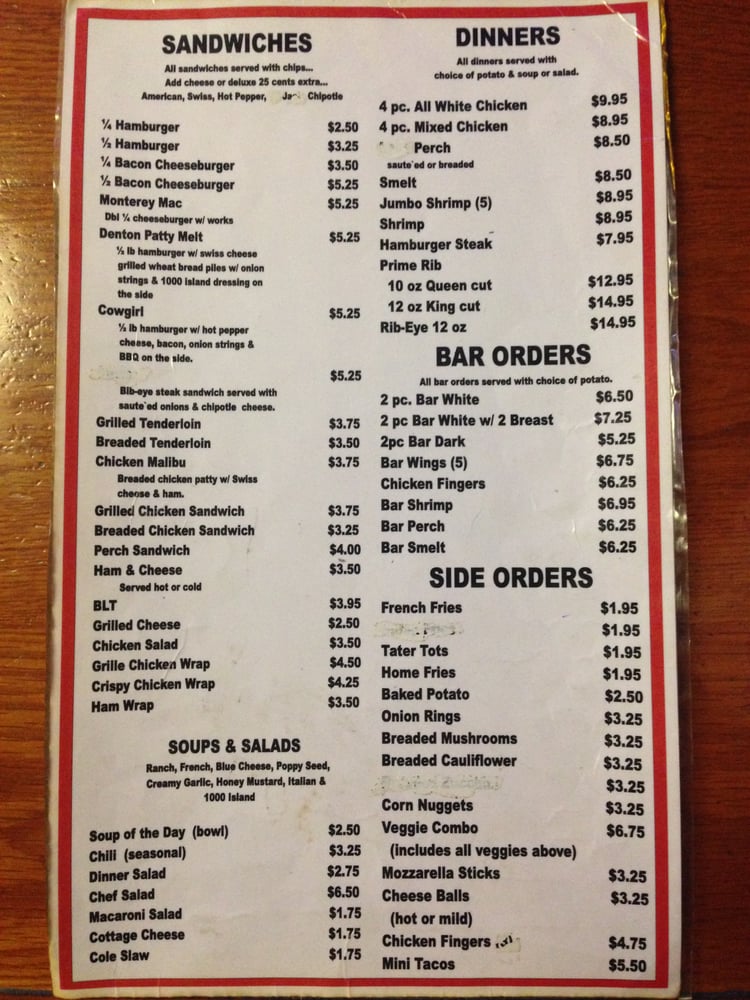 SANDWICHES
All sandwiches served with chips...
Add cheese or deluxe 25 cents extra...
American, Swiss, Hot Pepper, Chipotle
¼ Hamburger $2.50
½ Hamburger $3.25
¼ Bacon Cheeseburger $3.50
½ Bacon Cheeseburger $5.25
Monterey Mac $5.25
Dbl ¼ cheeseburger w/ works
Denton Patty Melt $5.25
½ lb hamburger w/ swiss cheese
grilled wheat bread piles w/ onion
strings & 1000 island dressing on
the side
Cowgirl $5.25
½ lb hamburger w/ hot pepper
cheese, bacon, onion strings &
BBQ on the side.
$5.25
Bib-eye steak sandwich served with
saute`ed onions & chipotle cheese.
Grilled Tenderloin $3.75
Breaded Tenderloin $3.50
Chicken Malibu $3.75
Breaded chicken patty w/ Swiss
cheese & ham.
Grilled Chicken Sandwich $3.75
Breaded Chicken Sandwich $3.25
Perch Sandwich $4.00
Ham & Cheese $3.50
Served hot or cold
BLT $3.95
Grilled Cheese $2.50
Chicken Salad $3.50
Grille Chicken Wrap $4.50
Crispy Chicken Wrap $4.25
Ham Wrap $3.50
SOUPS & SALADS
Ranch, French, Blue Cheese, Poppy Seed,
Creamy Garlic, Honey Mustard, Italian &
1000 Island
Soup of the Day (bowl) $2.50
Chili (seasonal) $3.25
Dinner Salad $2.75
Chef Salad $6.50
Macaroni Salad $1.75
Cottage Cheese $1.75
Cole Slaw $1.75
DINNERS
All dinners served with
choice of potato & soup or salad.
4 pc. All White Chicken $9.95
4 pc. Mixed Chicken $8.95
Perch $8.50
saute`ed or breaded
Smelt $8.50
Jumbo Shrimp (5) $8.95
Shrimp $8.95
Hamburger Steak $7.95
Prime Rib
10 oz Queen cut $12.95
12 oz King cut $14.95
Rib-Eye 12 oz $14.95
BAR ORDERS
All bar orders served with choice of potato.
2 pc. Bar White $6.50
2 pc Bar White w/ 2 Breast $7.25
2pc Bar Dark $5.25
Bar Wings (5) $6.75
Chicken Fingers $6.25
Bar Shrimp $6.95
Bar Perch $6.25
Bar Smelt $6.25
SIDE ORDERS
French Fries $1.95
$1.95
Tater Tots $1.95
Home Fries $1.95
Baked Potato $2.50
Onion Rings $3.25
Breaded Mushrooms $3.25
Breaded Cauliflower $3.25
$3.25
Corn Nuggets $3.25
Veggie Combo $6.75
(includes all veggies above)
Mozzarella Sticks $3.25
Cheese Balls $3.25
(hot or mild)
Chicken Fingers $4.75
Mini Tacos $5.50